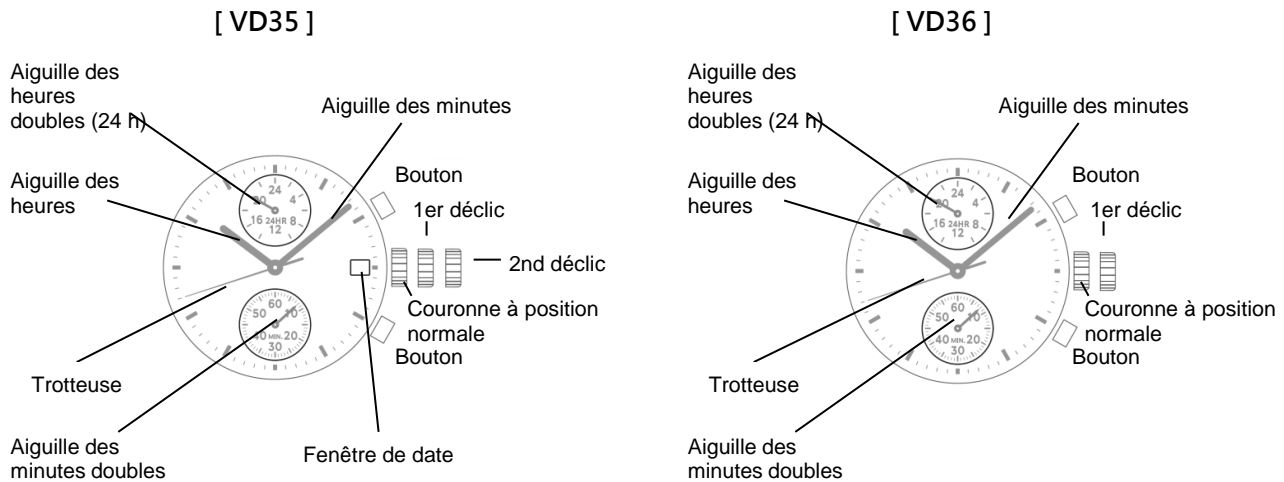 [ VD35 ]
Aiguille des
heures
doubles (24 h)
Aiguille des minutes
Aiguille des
heures
Bouton
1er déclic
2nd déclic
Couronne à position
normale
Bouton
Trotteuse
Aiguille des
minutes doubles
Fenêtre de date
24
20 4
16 24HR 8
12
60
50 10
40 MIN. 20
30
[ VD36 ]
Aiguille des
heures
doubles (24 h)
Aiguille des minutes
Aiguille des
heures
Bouton
1er déclic
Couronne à position
normale
Bouton
Trotteuse
Aiguille des
minutes doubles
24
20 4
16 24HR 8
12
60
50 10
40 MIN. 20
30